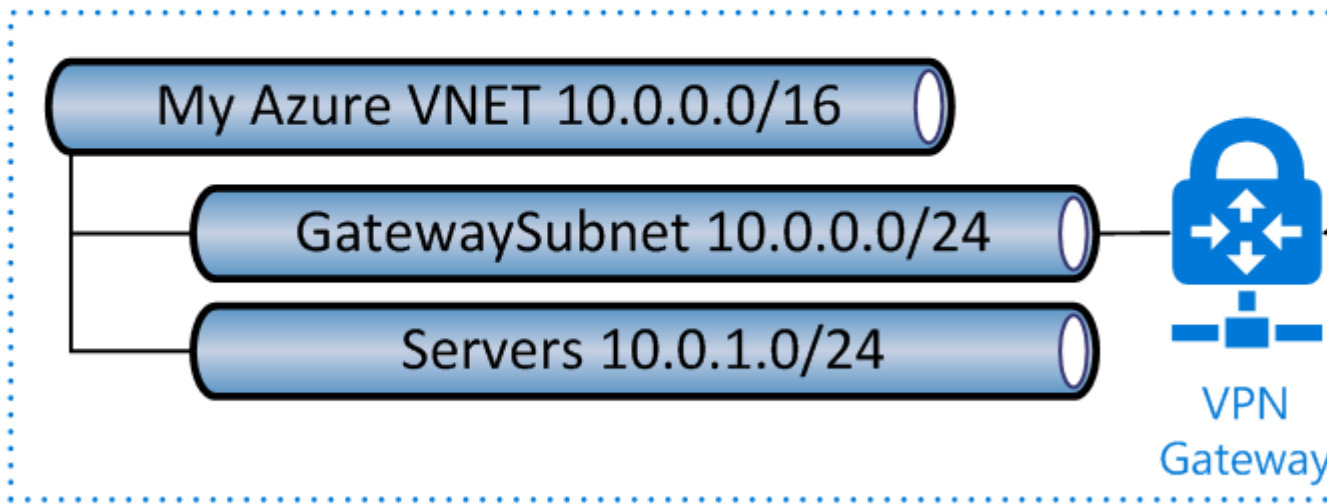 My Azure VNET 10.0.0.0/16
GatewaySubnet 10.0.0.0/24
Servers 10.0.1.0/24
VPN
Gateway